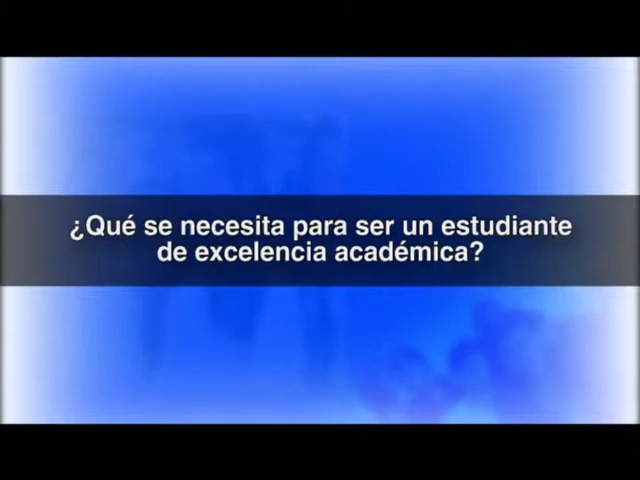 ¿Qué se necesita para ser un estudiante
de excelencia académica?